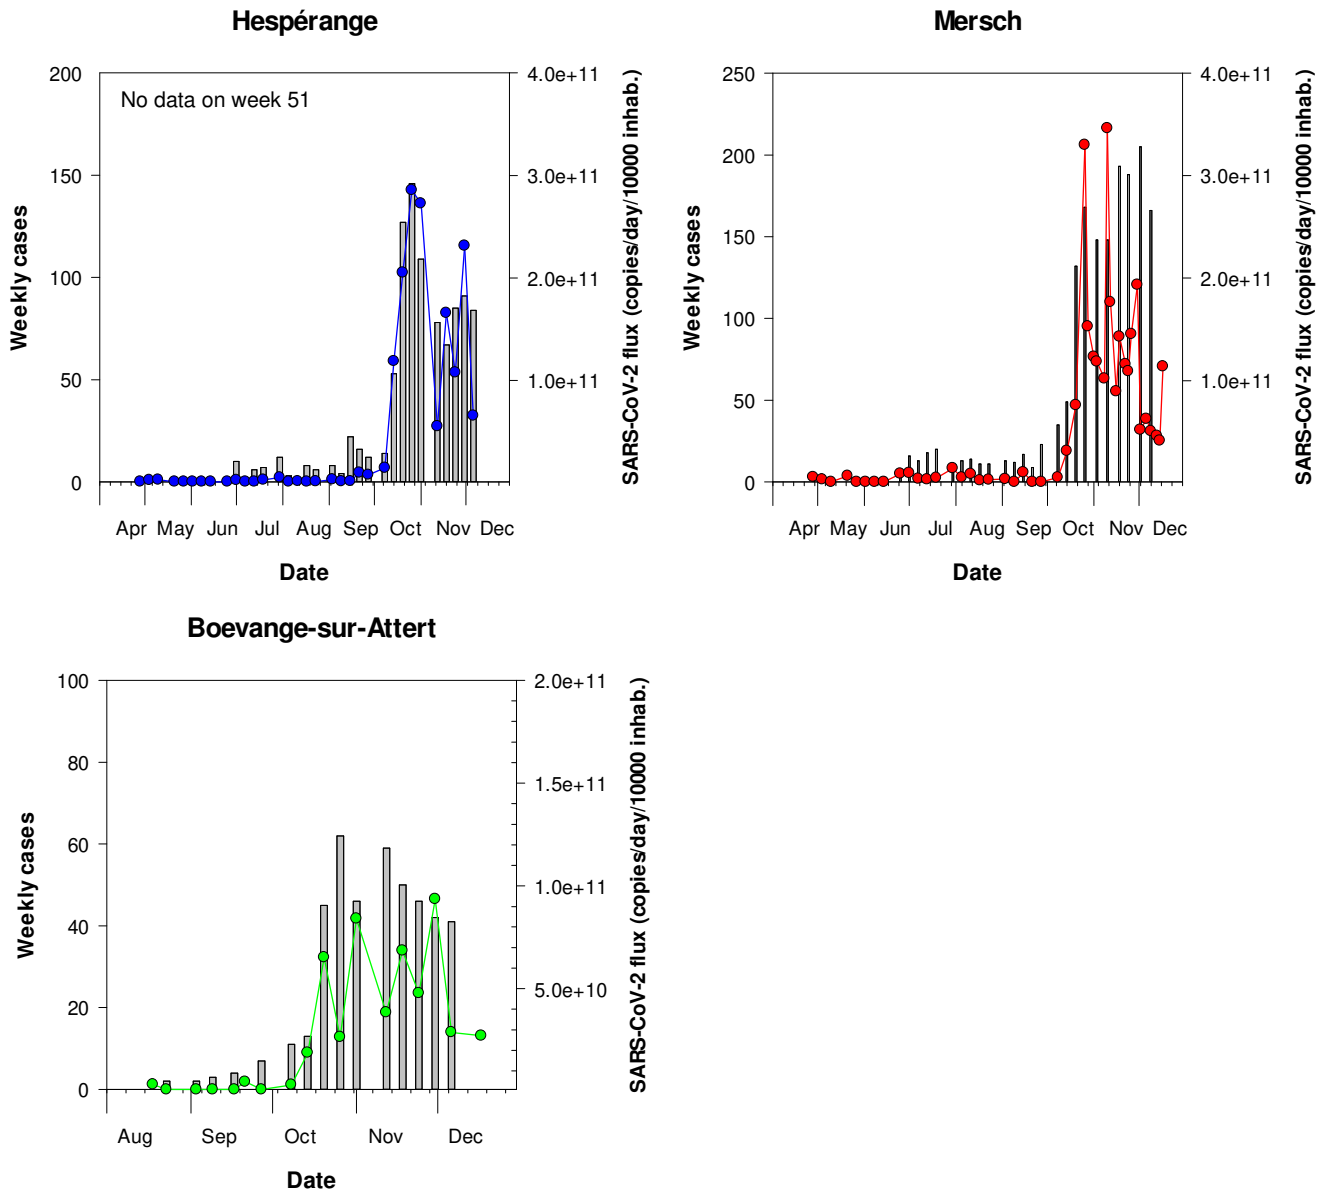 Hespérange
Weekly cases
200
150
100
50
0
No data on week 51
4.0e+11
3.0e+11
2.0e+11
1.0e+11
SARS-CoV-2 flux (copies/day/10000 inhab.)
Apr May Jun Jul Aug Sep Oct Nov Dec
Date
Mersch
Weekly cases
250
200
150
100
50
0
4.0e+11
3.0e+11
2.0e+11
1.0e+11
SARS-CoV-2 flux (copies/day/10000 inhab.)
Apr May Jun Jul Aug Sep Oct Nov Dec
Date
Boevange-sur-Attert
Weekly cases
100
80
60
40
20
0
2.0e+11
1.5e+11
1.0e+11
5.0e+10
SARS-CoV-2 flux (copies/day/10000 inhab.)
Aug Sep Oct Nov Dec
Date